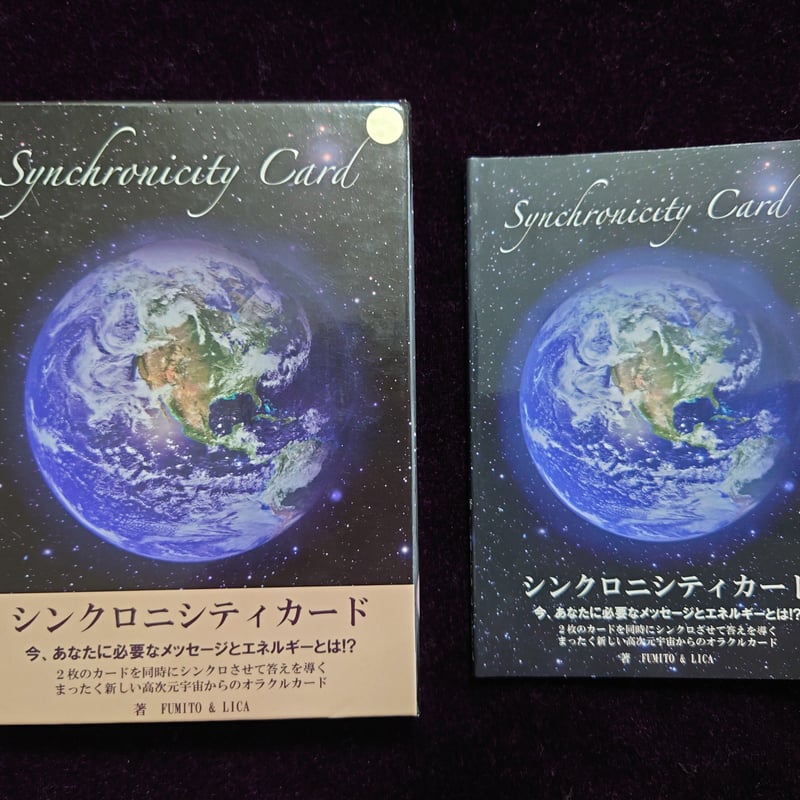 Synchronicity Card
シンクロニシティカード
今、あなたに必要なメッセージとエネルギーとは!?
2枚のカードを同時にシンクロさせて答えを導く
まったく新しい高次元宇宙からのオラクルカード
著 FUMITO & LICA
Synchronicity Card
シンクロニシティカード
今、あなたに必要なメッセージとエネルギーとは!?
2枚のカードを同時にシンクロさせて答えを導く
まったく新しい高次元宇宙からのオラクルカード
著 FUMITO & LICA